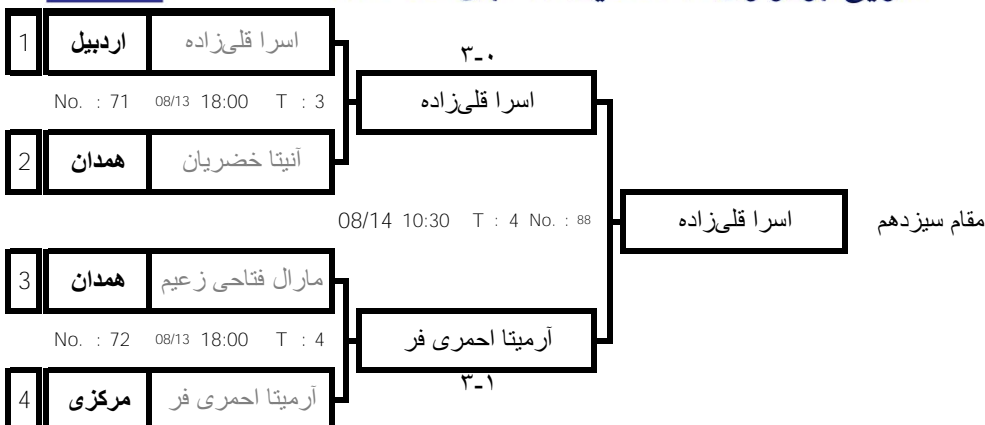 1 اردبیل اسرا قلی‌زاده
۳-۰
No. : 71 08/13 18:00 T : 3
اسرا قلی‌زاده
2 همدان آنیتا خضریان
08/14 10:30 T : 4 No. : 88
اسرا قلی‌زاده
مقام سیزدهم
3 همدان مارال فتاحی زعیم
No. : 72 08/13 18:00 T : 4
آرمیتا احمری فر
۳-۱
4 مرکزی آرمیتا احمری فر